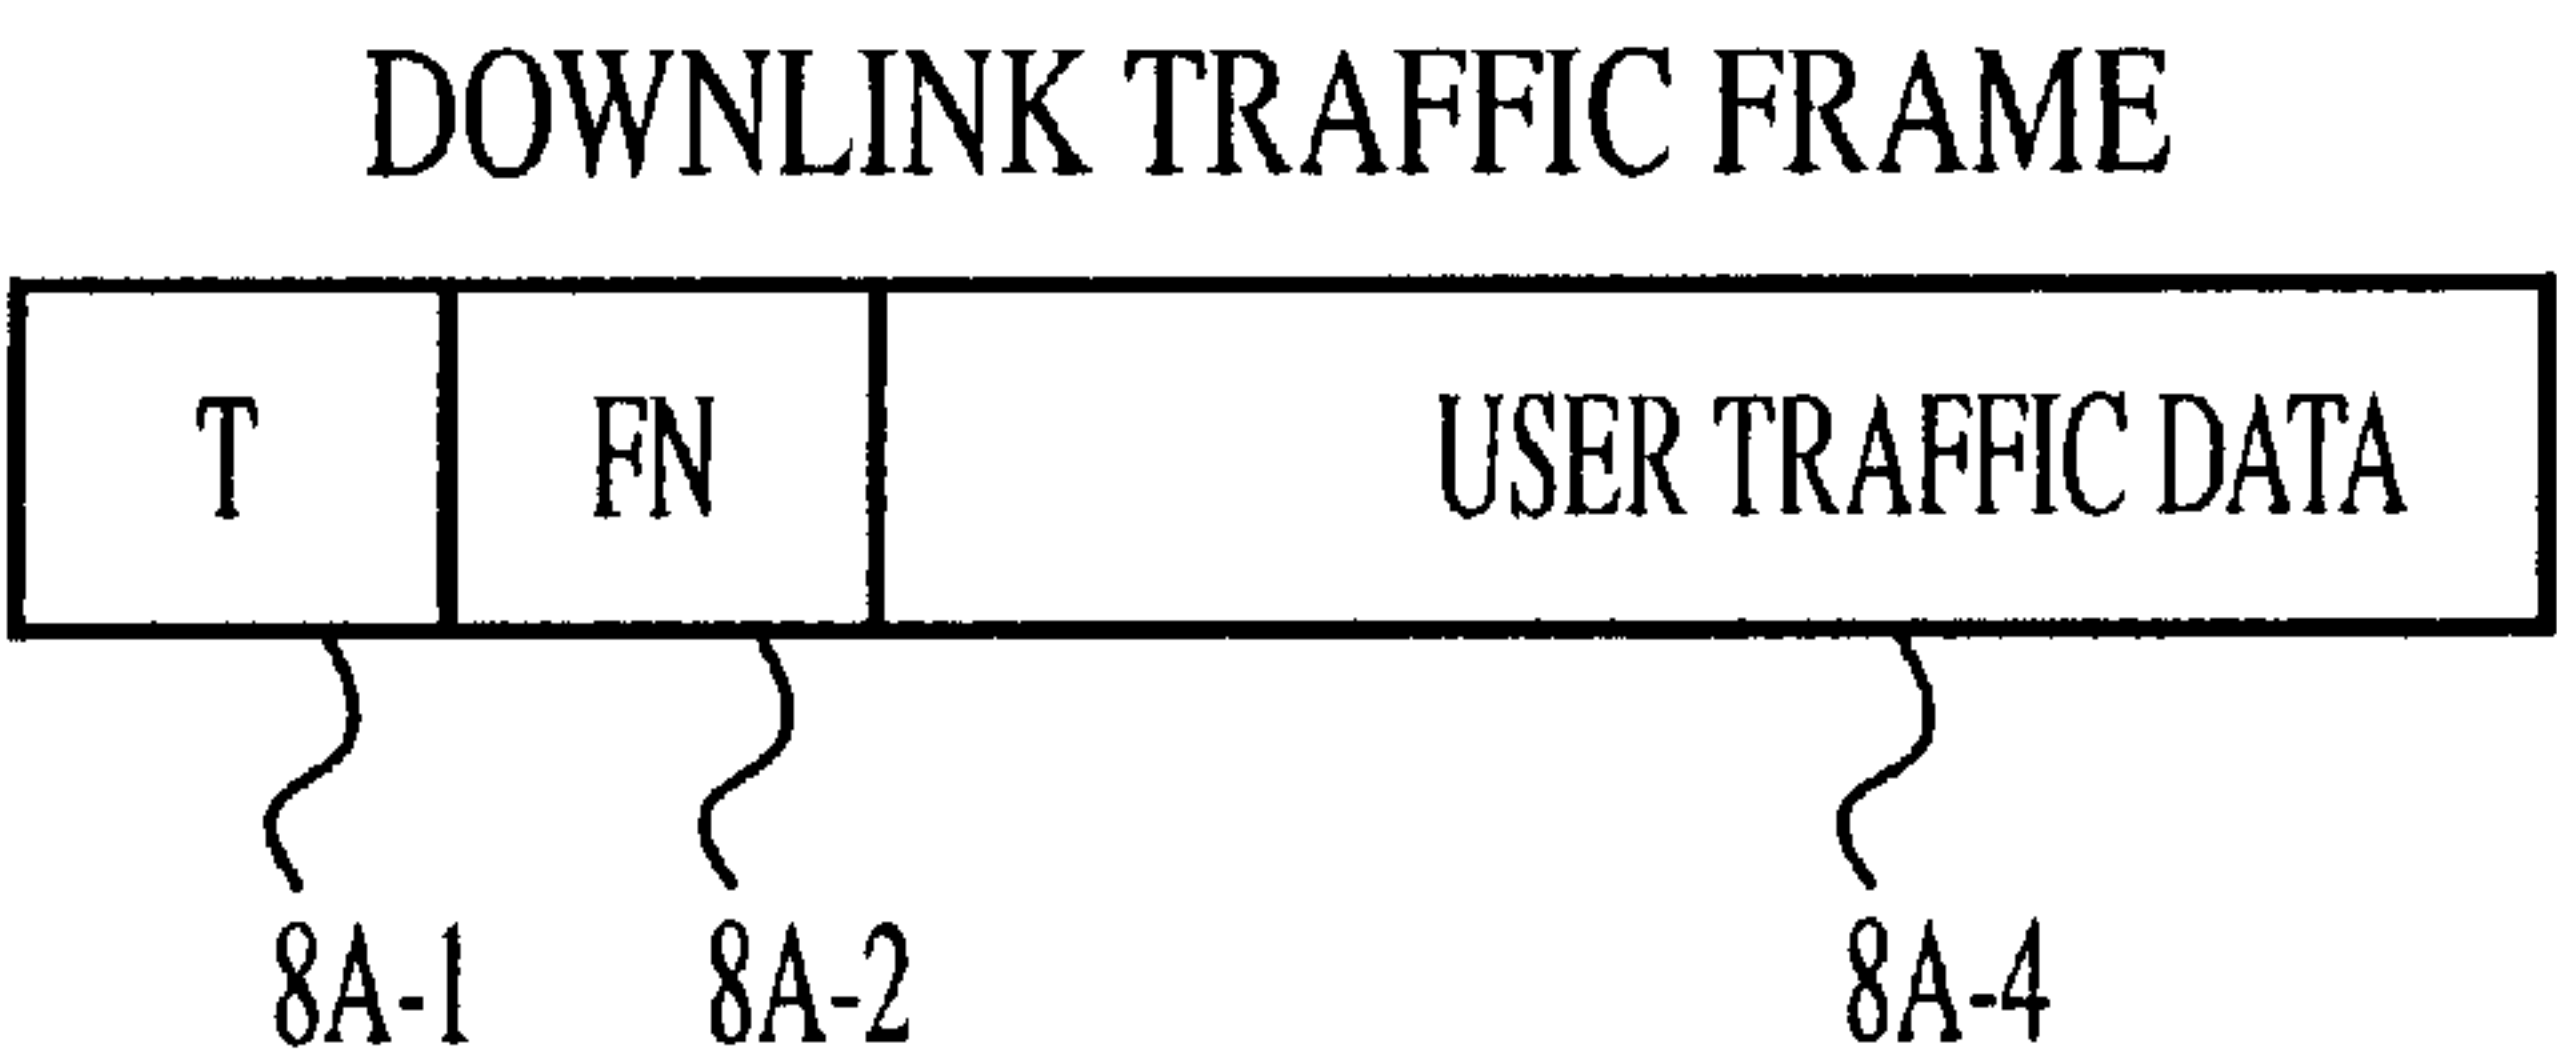 DOWNLINK TRAFFIC FRAME
T FN USER TRAFFIC DATA
8A-1 8A-2 8A-4